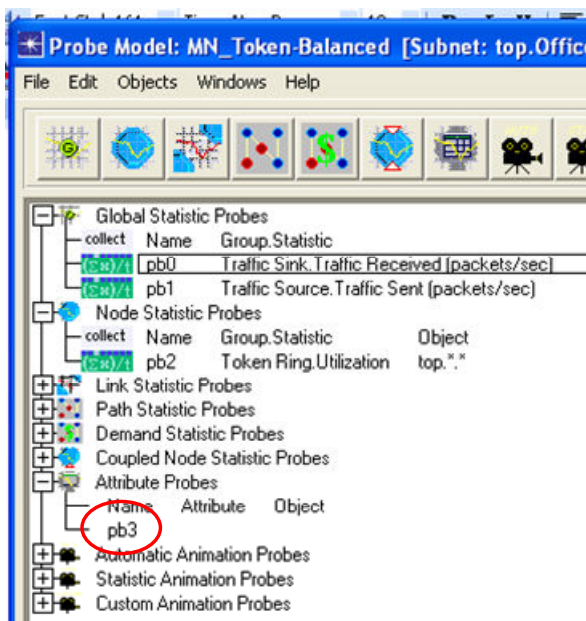 Probe Model: MN_Token-Balanced [Subnet: top.Office
File Edit Objects Windows Help
Global Statistic Probes
collect Name Group.Statistic
pb0 Traffic Sink.Traffic Received (packets/sec)
pb1 Traffic Source.Traffic Sent (packets/sec)
Node Statistic Probes
collect Name Group.Statistic Object
pb2 Token Ring.Utilization top.*.*
Link Statistic Probes
Path Statistic Probes
Demand Statistic Probes
Coupled Node Statistic Probes
Attribute Probes
Name Attribute Object
pb3
Automatic Animation Probes
Statistic Animation Probes
Custom Animation Probes